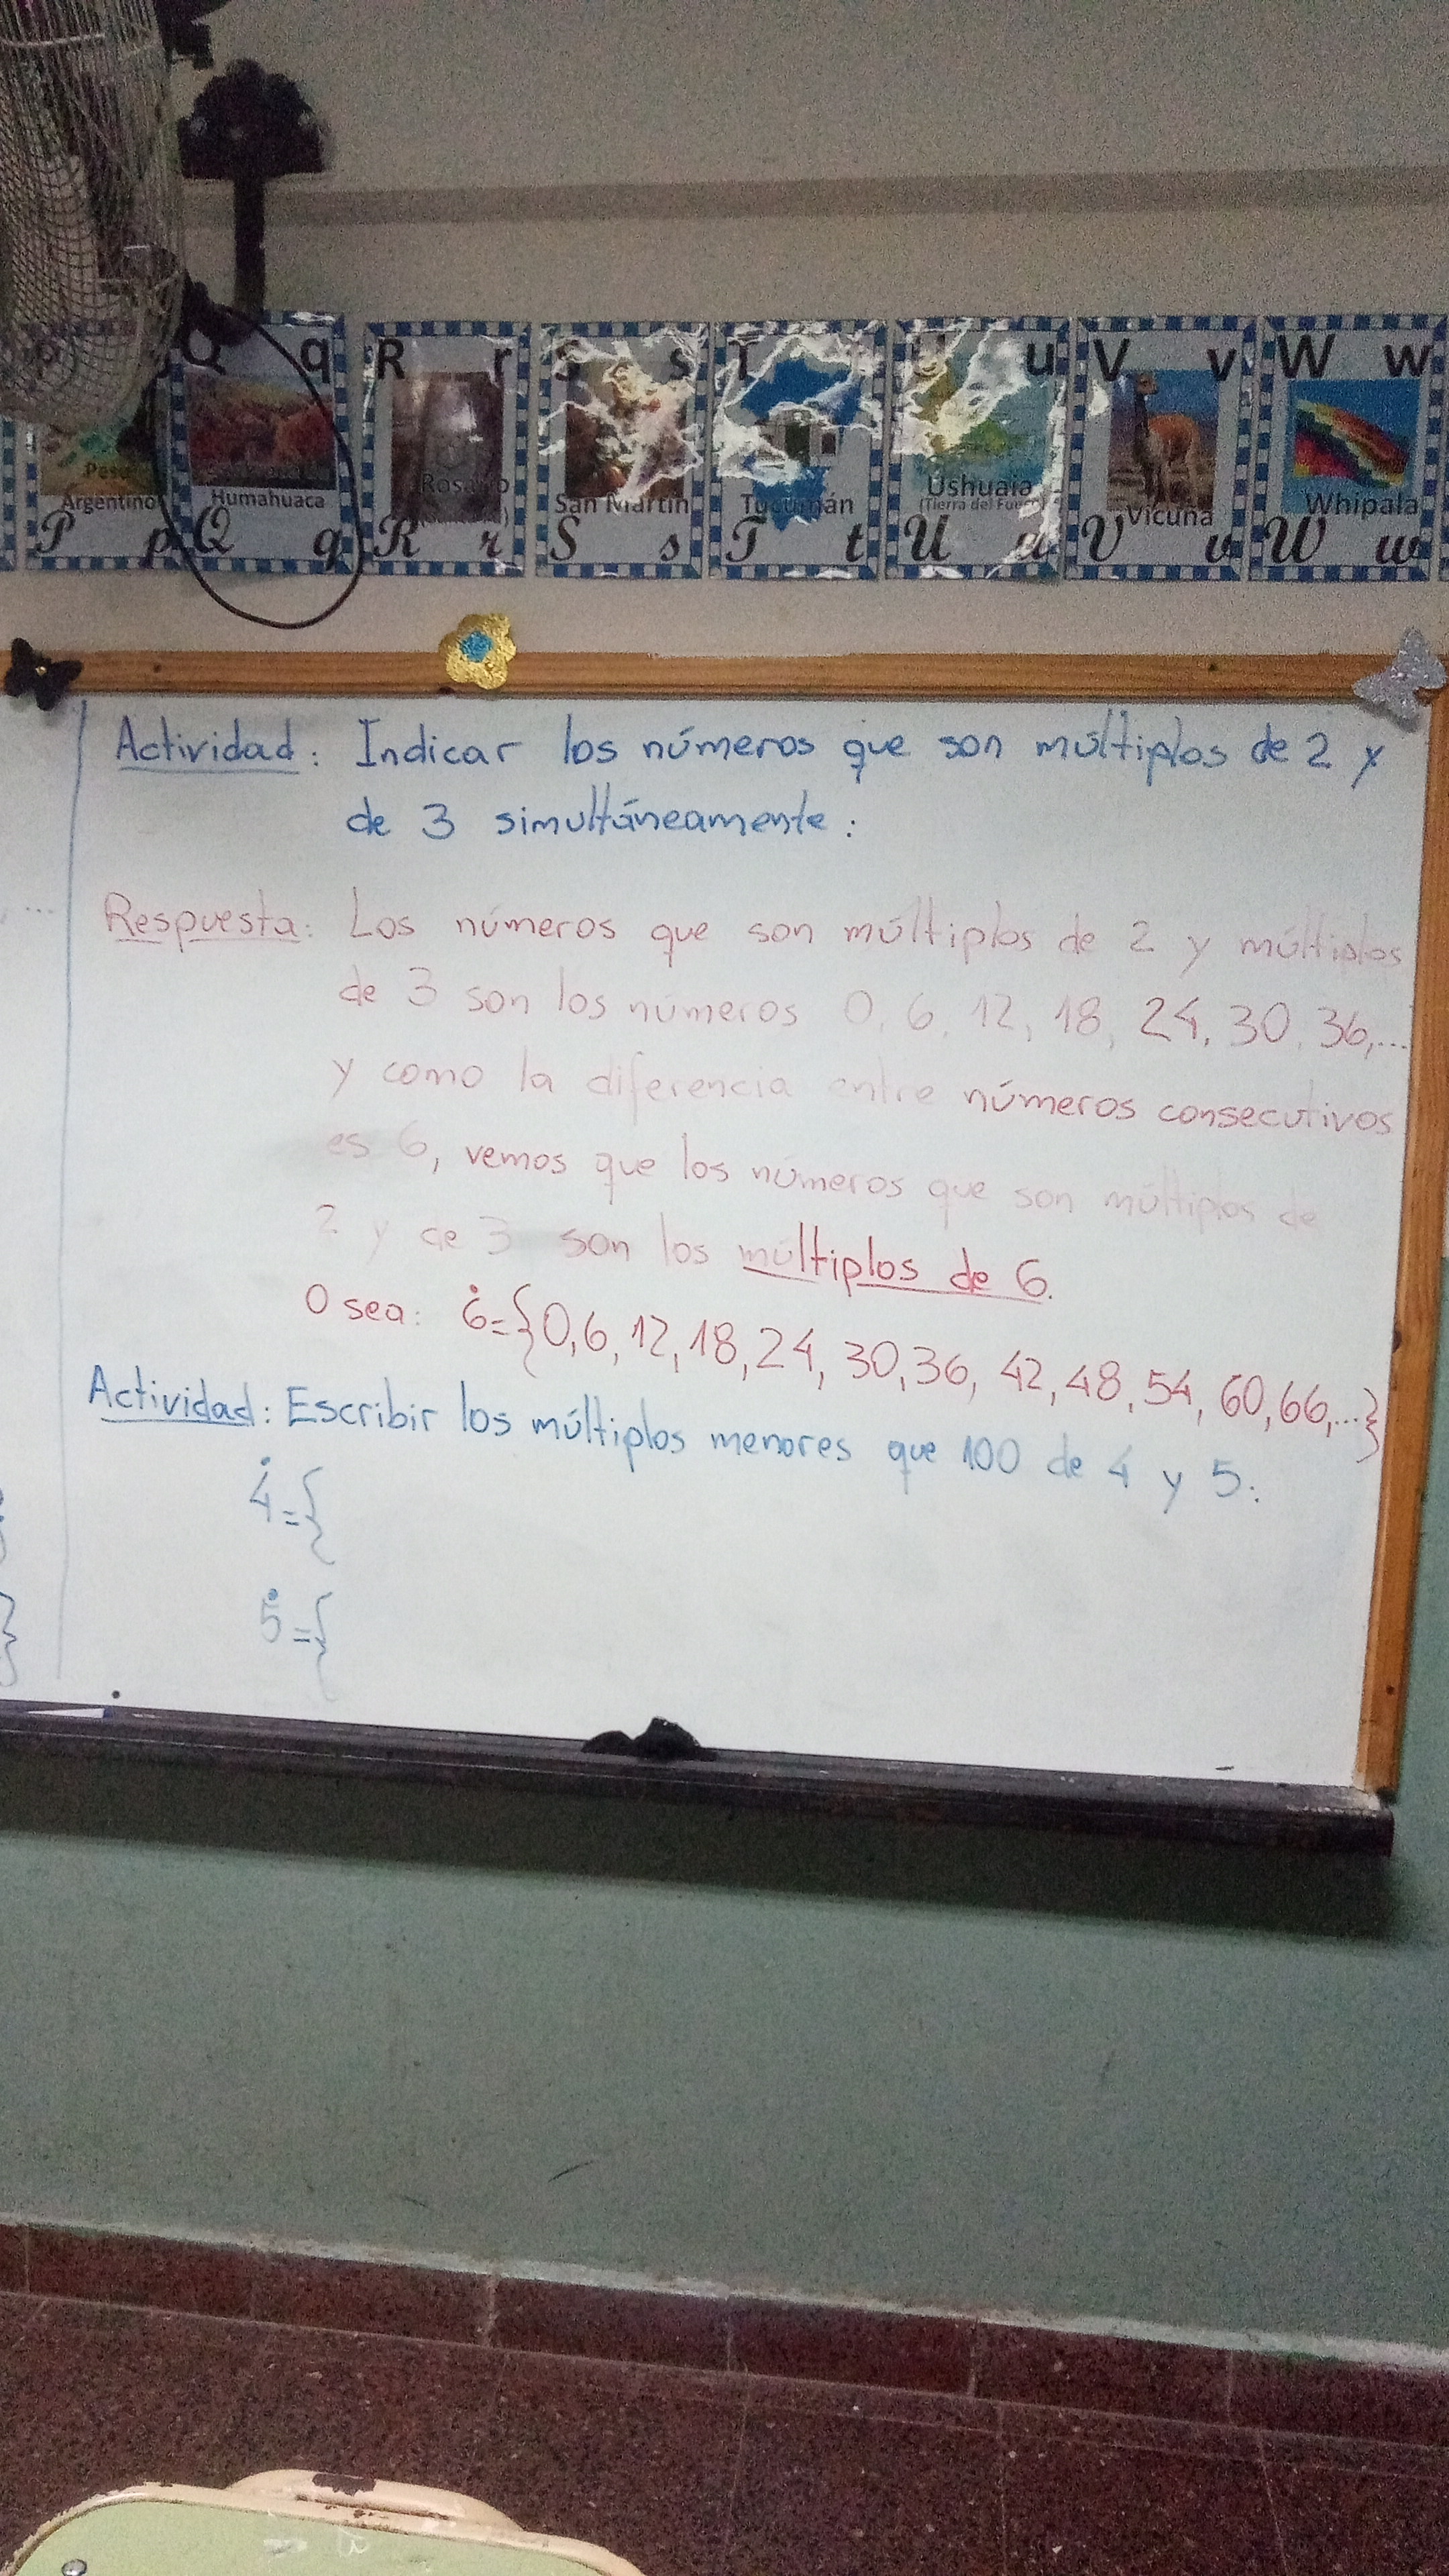 Q q
R r
S s
T
U u
V v
W w
Peso
Argentino
Humahuaca
Rosario
San Martín
Tucumán
Ushuaia
(Tierra del Fuego)
Vicuña
Whipala
P p
Q q
R r
S s
T t
U u
V v
W w
Actividad: Indicar los números que son múltiplos de 2 y
de 3 simultáneamente:
Respuesta: Los números que son múltiplos de 2 y múltiplos
de 3 son los números 0, 6, 12, 18, 24, 30, 36,...
y como la diferencia entre números consecutivos
es 6, vemos que los números que son múltiplos de
2 y de 3 son los múltiplos de 6.
O sea: 6̇={0,6,12,18,24,30,36,42,48,54,60,66,...}
Actividad: Escribir los múltiplos menores que 100 de 4 y 5:
4̇={
5̇={